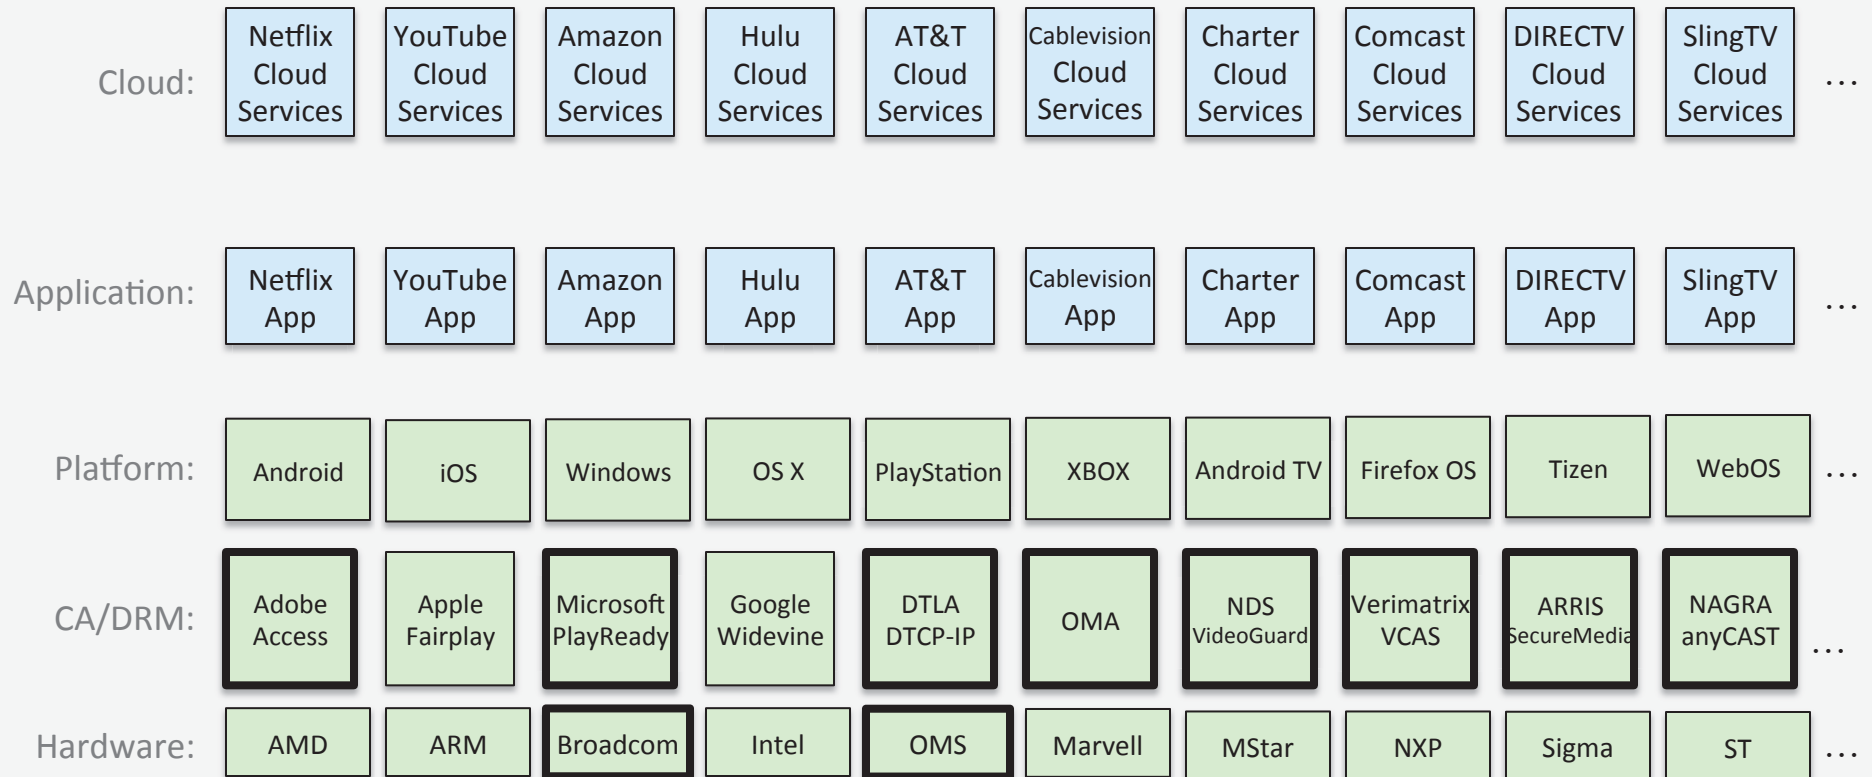 Cloud:
Netflix Cloud Services
YouTube Cloud Services
Amazon Cloud Services
Hulu Cloud Services
AT&T Cloud Services
Cablevision Cloud Services
Charter Cloud Services
Comcast Cloud Services
DIRECTV Cloud Services
SlingTV Cloud Services
...
Application:
Netflix App
YouTube App
Amazon App
Hulu App
AT&T App
Cablevision App
Charter App
Comcast App
DIRECTV App
SlingTV App
...
Platform:
Android
iOS
Windows
OS X
PlayStation
XBOX
Android TV
Firefox OS
Tizen
WebOS
...
CA/DRM:
Adobe Access
Apple Fairplay
Microsoft PlayReady
Google Widevine
DTLA DTCP-IP
OMA
NDS VideoGuard
Verimatrix VCAS
ARRIS SecureMedia
NAGRA anyCAST
...
Hardware:
AMD
ARM
Broadcom
Intel
OMS
Marvell
MStar
NXP
Sigma
ST
...